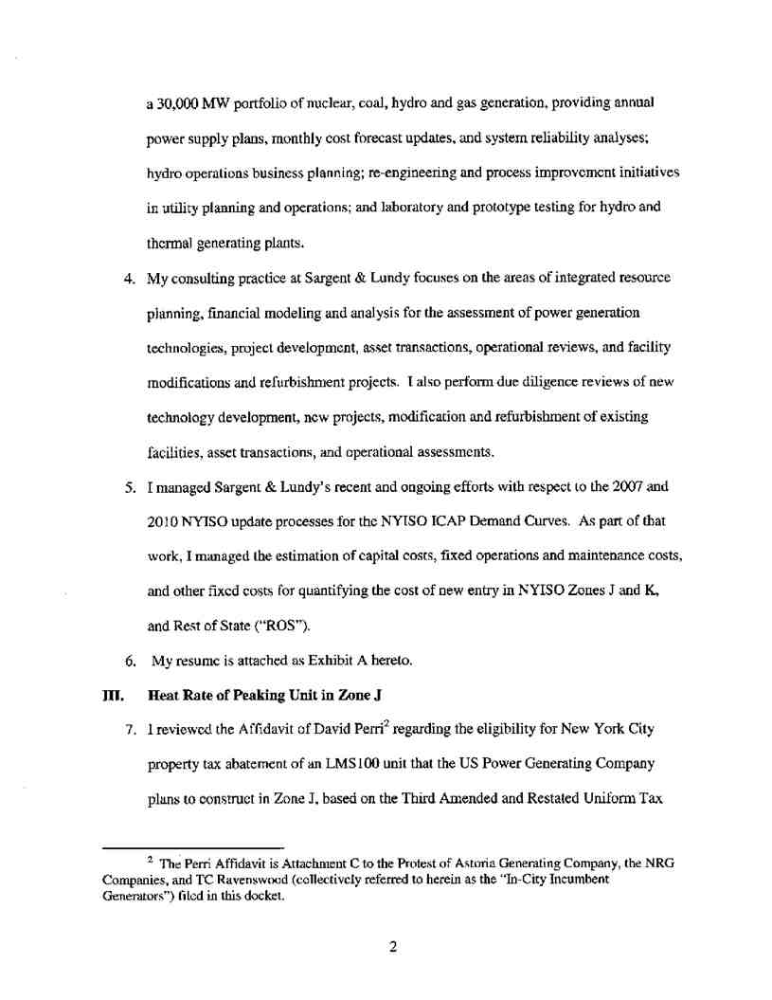 a 30,000 MW portfolio of nuclear, coal, hydro and gas generation, providing annual
power supply plans, monthly cost forecast updates, and system reliability analyses;
hydro operations business planning; re-engineering and process improvement initiatives
in utility planning and operations; and laboratory and prototype testing for hydro and
thermal generating plants.
4. My consulting practice at Sargent & Lundy focuses on the areas of integrated resource
planning, financial modeling and analysis for the assessment of power generation
technologies, project development, asset transactions, operational reviews, and facility
modifications and refurbishment projects. I also perform due diligence reviews of new
technology development, new projects, modification and refurbishment of existing
facilities, asset transactions, and operational assessments.
5. I managed Sargent & Lundy's recent and ongoing efforts with respect to the 2007 and
2010 NYISO update processes for the NYISO ICAP Demand Curves. As part of that
work, I managed the estimation of capital costs, fixed operations and maintenance costs,
and other fixed costs for quantifying the cost of new entry in NYISO Zones J and K,
and Rest of State ("ROS").
6. My resume is attached as Exhibit A hereto.
III. Heat Rate of Peaking Unit in Zone J
7. I reviewed the Affidavit of David Perri2 regarding the eligibility for New York City
property tax abatement of an LMS100 unit that the US Power Generating Company
plans to construct in Zone J, based on the Third Amended and Restated Uniform Tax
2 The Perri Affidavit is Attachment C to the Protest of Astoria Generating Company, the NRG
Companies, and TC Ravenswood (collectively referred to herein as the "In-City Incumbent
Generators") filed in this docket.
2